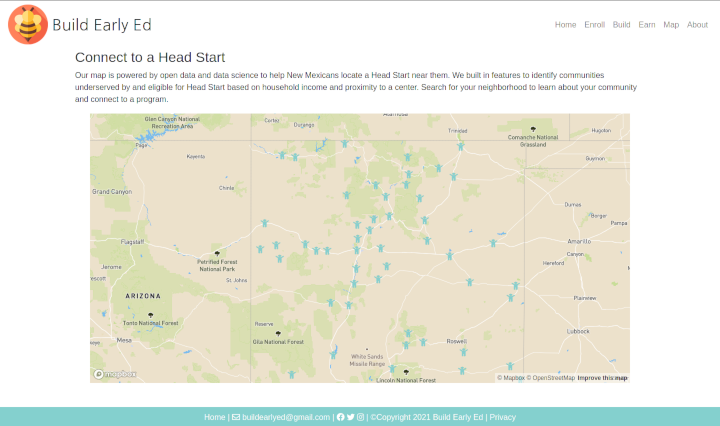 Build Early Ed
Home Enroll Build Earn Map About
Connect to a Head Start
Our map is powered by open data and data science to help New Mexicans locate a Head Start near them. We built in features to identify communities
underserved by and eligible for Head Start based on household income and proximity to a center. Search for your neighborhood to learn about your community
and connect to a program.
Glen Canyon National
Recreation Area
Cortez
Durango
Trinidad
Comanche National
Grassland
Hugoton
Page
Kayenta
Guymon
Chinle
Grand Canyon
Dumas
Borger
Pampa
Flagstaff
Amarillo
Canyon
Petrified Forest
National Park
Hereford
Jerome
St. Johns
ARIZONA
Plainview
Tonto National Forest
Reserve
Lubbock
Mesa
Gila National Forest
Roswell
White Sands
Missile Range
mapbox
Lincoln National Forest
© Mapbox © OpenStreetMap Improve this map
Home | buildearlyed@gmail.com | | ©Copyright 2021 Build Early Ed | Privacy